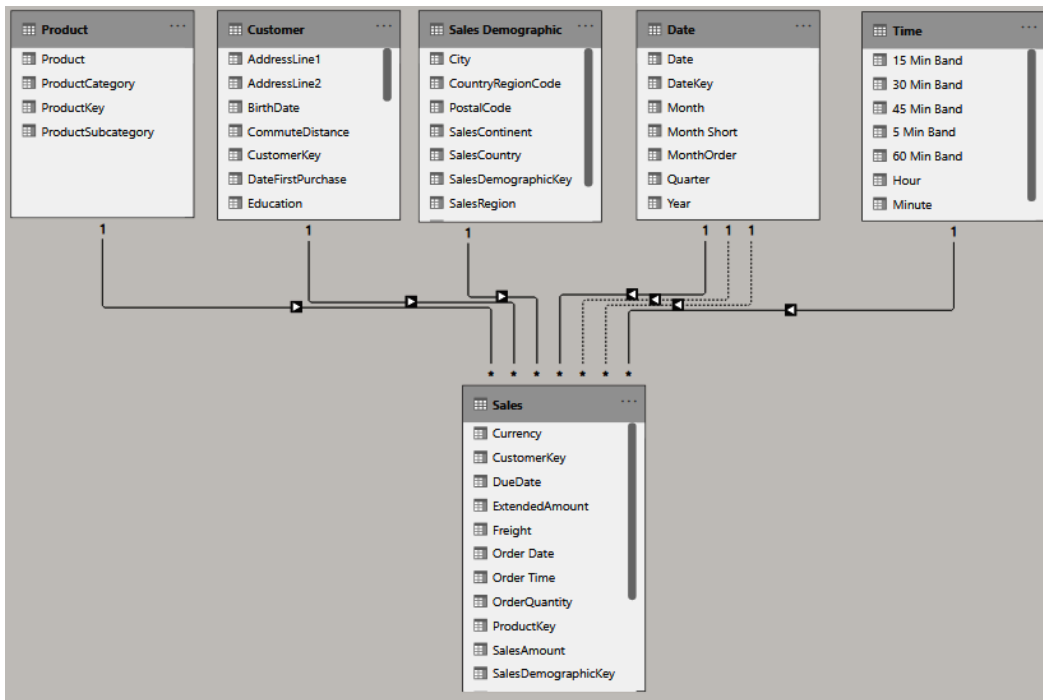 Product ...
Product
ProductCategory
ProductKey
ProductSubcategory
Customer ...
AddressLine1
AddressLine2
BirthDate
CommuteDistance
CustomerKey
DateFirstPurchase
Education
Sales Demographic ...
City
CountryRegionCode
PostalCode
SalesContinent
SalesCountry
SalesDemographicKey
SalesRegion
Date ...
Date
DateKey
Month
Month Short
MonthOrder
Quarter
Year
Time ...
15 Min Band
30 Min Band
45 Min Band
5 Min Band
60 Min Band
Hour
Minute
1 1 1 1 1 1 1
* * * * * * *
Sales ...
Currency
CustomerKey
DueDate
ExtendedAmount
Freight
Order Date
Order Time
OrderQuantity
ProductKey
SalesAmount
SalesDemographicKey